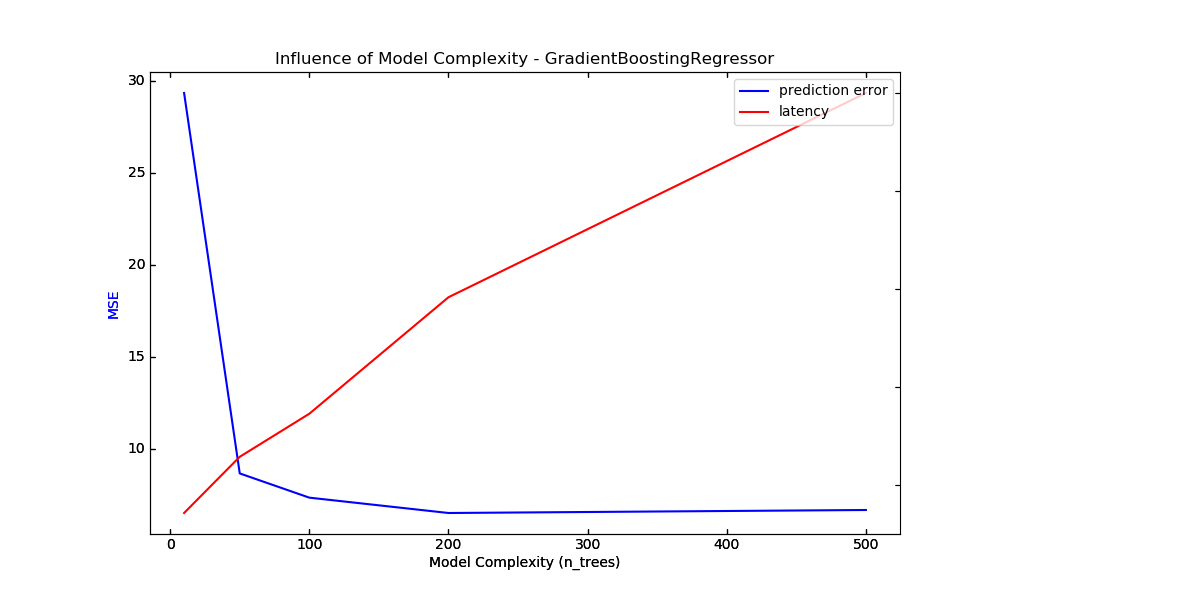 Influence of Model Complexity - GradientBoostingRegressor
prediction error
latency
30
25
20
15
10
MSE
0 100 200 300 400 500
Model Complexity (n_trees)